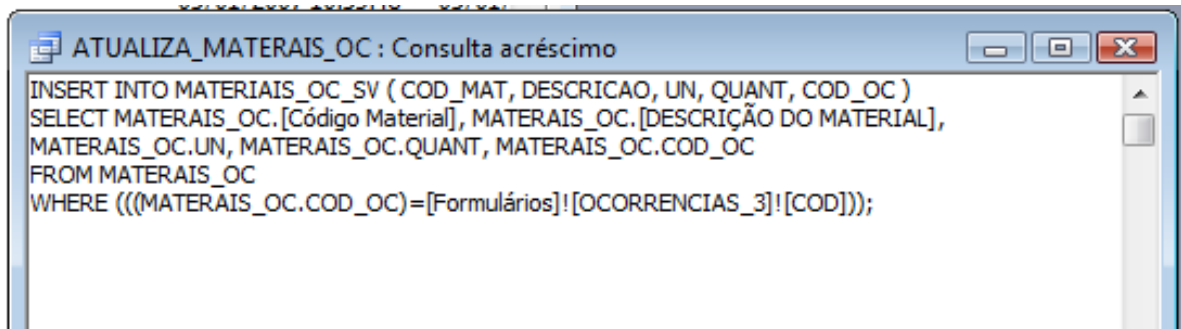 ATUALIZA_MATERAIS_OC : Consulta acréscimo
INSERT INTO MATERIAIS_OC_SV ( COD_MAT, DESCRICAO, UN, QUANT, COD_OC )
SELECT MATERAIS_OC.[Código Material], MATERAIS_OC.[DESCRIÇÃO DO MATERIAL],
MATERAIS_OC.UN, MATERAIS_OC.QUANT, MATERAIS_OC.COD_OC
FROM MATERAIS_OC
WHERE (((MATERAIS_OC.COD_OC)=[Formulários]![OCORRENCIAS_3]![COD]));